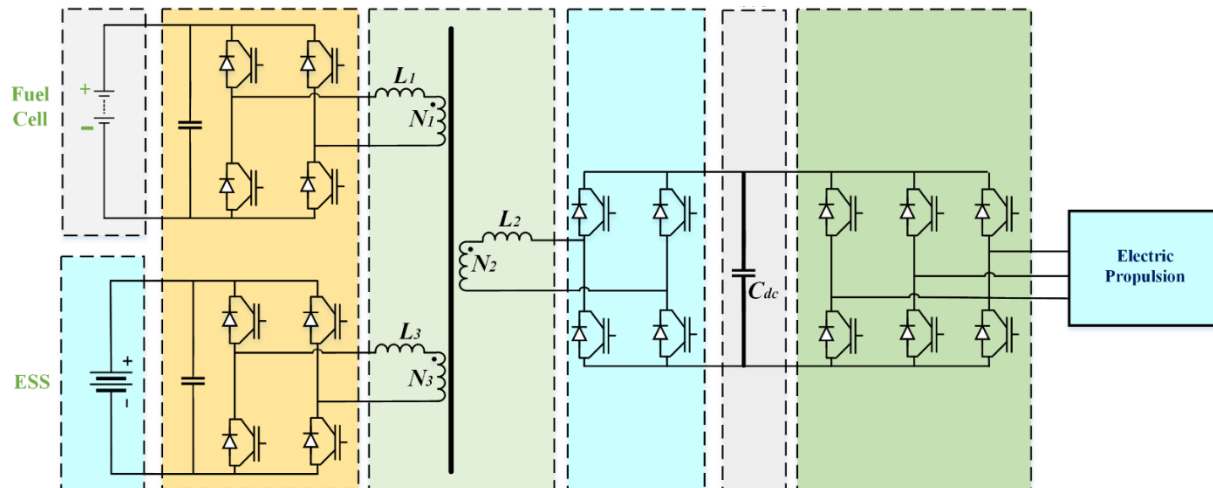 Fuel
Cell
+
-
L1
N1
L2
N2
Cdc
Electric
Propulsion
ESS
+
-
L3
N3